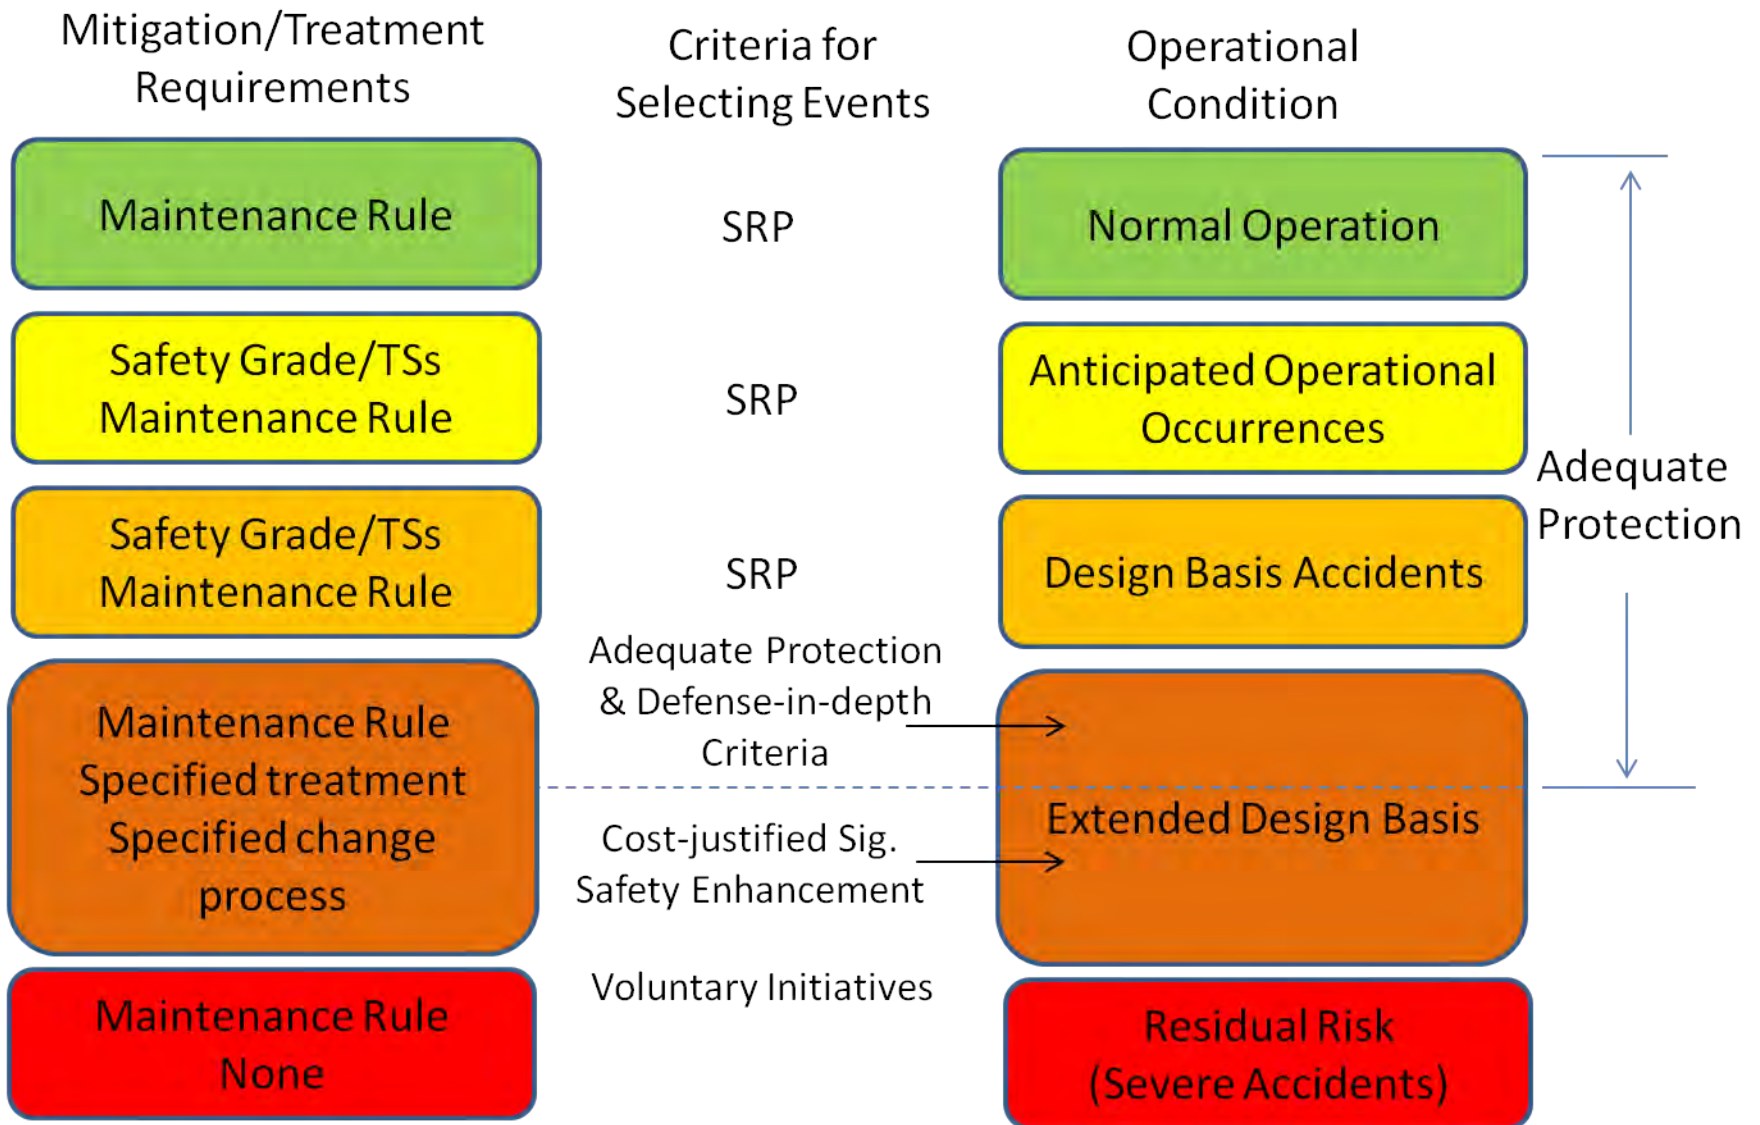 Mitigation/Treatment
Requirements
Criteria for
Selecting Events
Operational
Condition
Maintenance Rule
SRP
Normal Operation
Safety Grade/TSs
Maintenance Rule
SRP
Anticipated Operational
Occurrences
Adequate
Protection
Safety Grade/TSs
Maintenance Rule
SRP
Design Basis Accidents
Maintenance Rule
Specified treatment
Specified change
process
Adequate Protection
& Defense-in-depth
Criteria
Cost-justified Sig.
Safety Enhancement
Extended Design Basis
Maintenance Rule
None
Voluntary Initiatives
Residual Risk
(Severe Accidents)